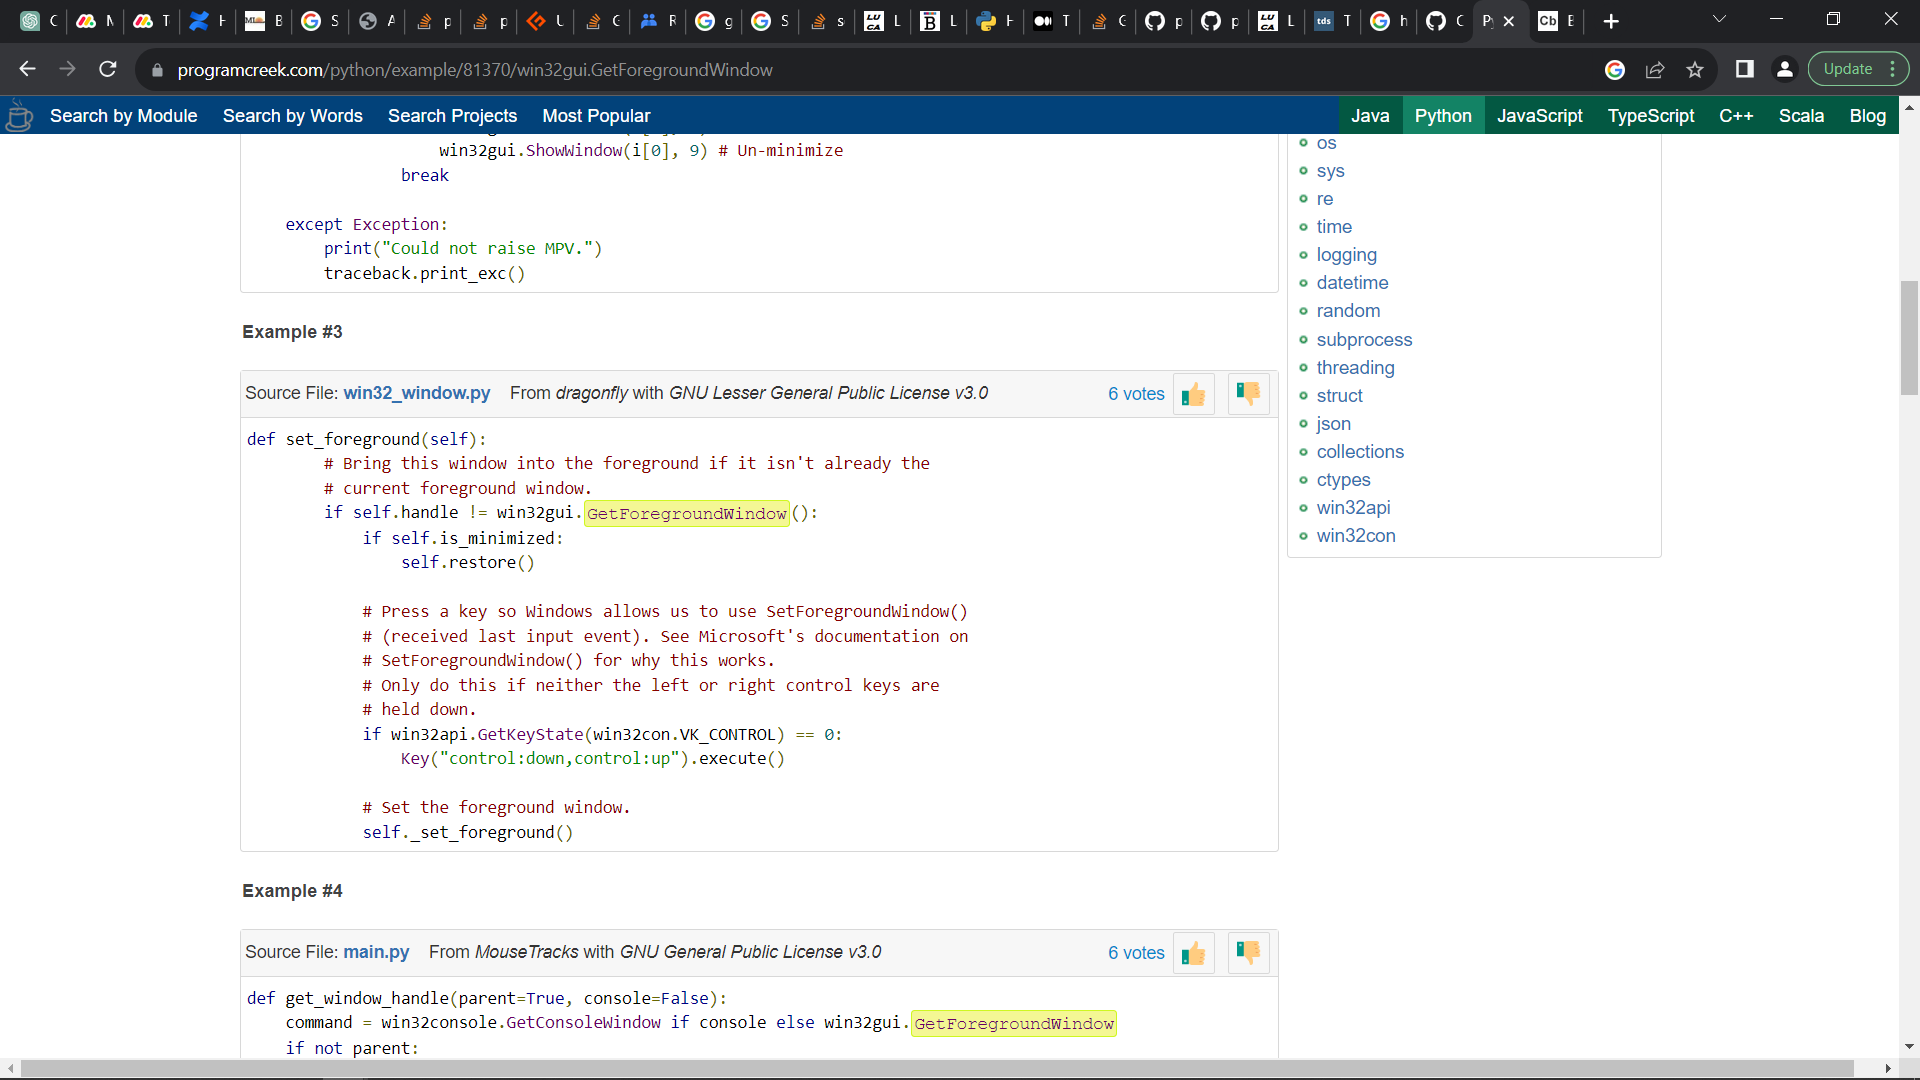 programcreek.com/python/example/81370/win32gui.GetForegroundWindow
Update
Search by Module Search by Words Search Projects Most Popular
Java Python JavaScript TypeScript C++ Scala Blog
win32gui.ShowWindow(i[0], 9) # Un-minimize
break
except Exception:
print("Could not raise MPV.")
traceback.print_exc()
Example #3
Source File: win32_window.py From dragonfly with GNU Lesser General Public License v3.0 6 votes
def set_foreground(self):
# Bring this window into the foreground if it isn't already the
# current foreground window.
if self.handle != win32gui.GetForegroundWindow():
if self.is_minimized:
self.restore()
# Press a key so Windows allows us to use SetForegroundWindow()
# (received last input event). See Microsoft's documentation on
# SetForegroundWindow() for why this works.
# Only do this if neither the left or right control keys are
# held down.
if win32api.GetKeyState(win32con.VK_CONTROL) == 0:
Key("control:down,control:up").execute()
# Set the foreground window.
self._set_foreground()
Example #4
Source File: main.py From MouseTracks with GNU General Public License v3.0 6 votes
def get_window_handle(parent=True, console=False):
command = win32console.GetConsoleWindow if console else win32gui.GetForegroundWindow
if not parent:
os
sys
re
time
logging
datetime
random
subprocess
threading
struct
json
collections
ctypes
win32api
win32con